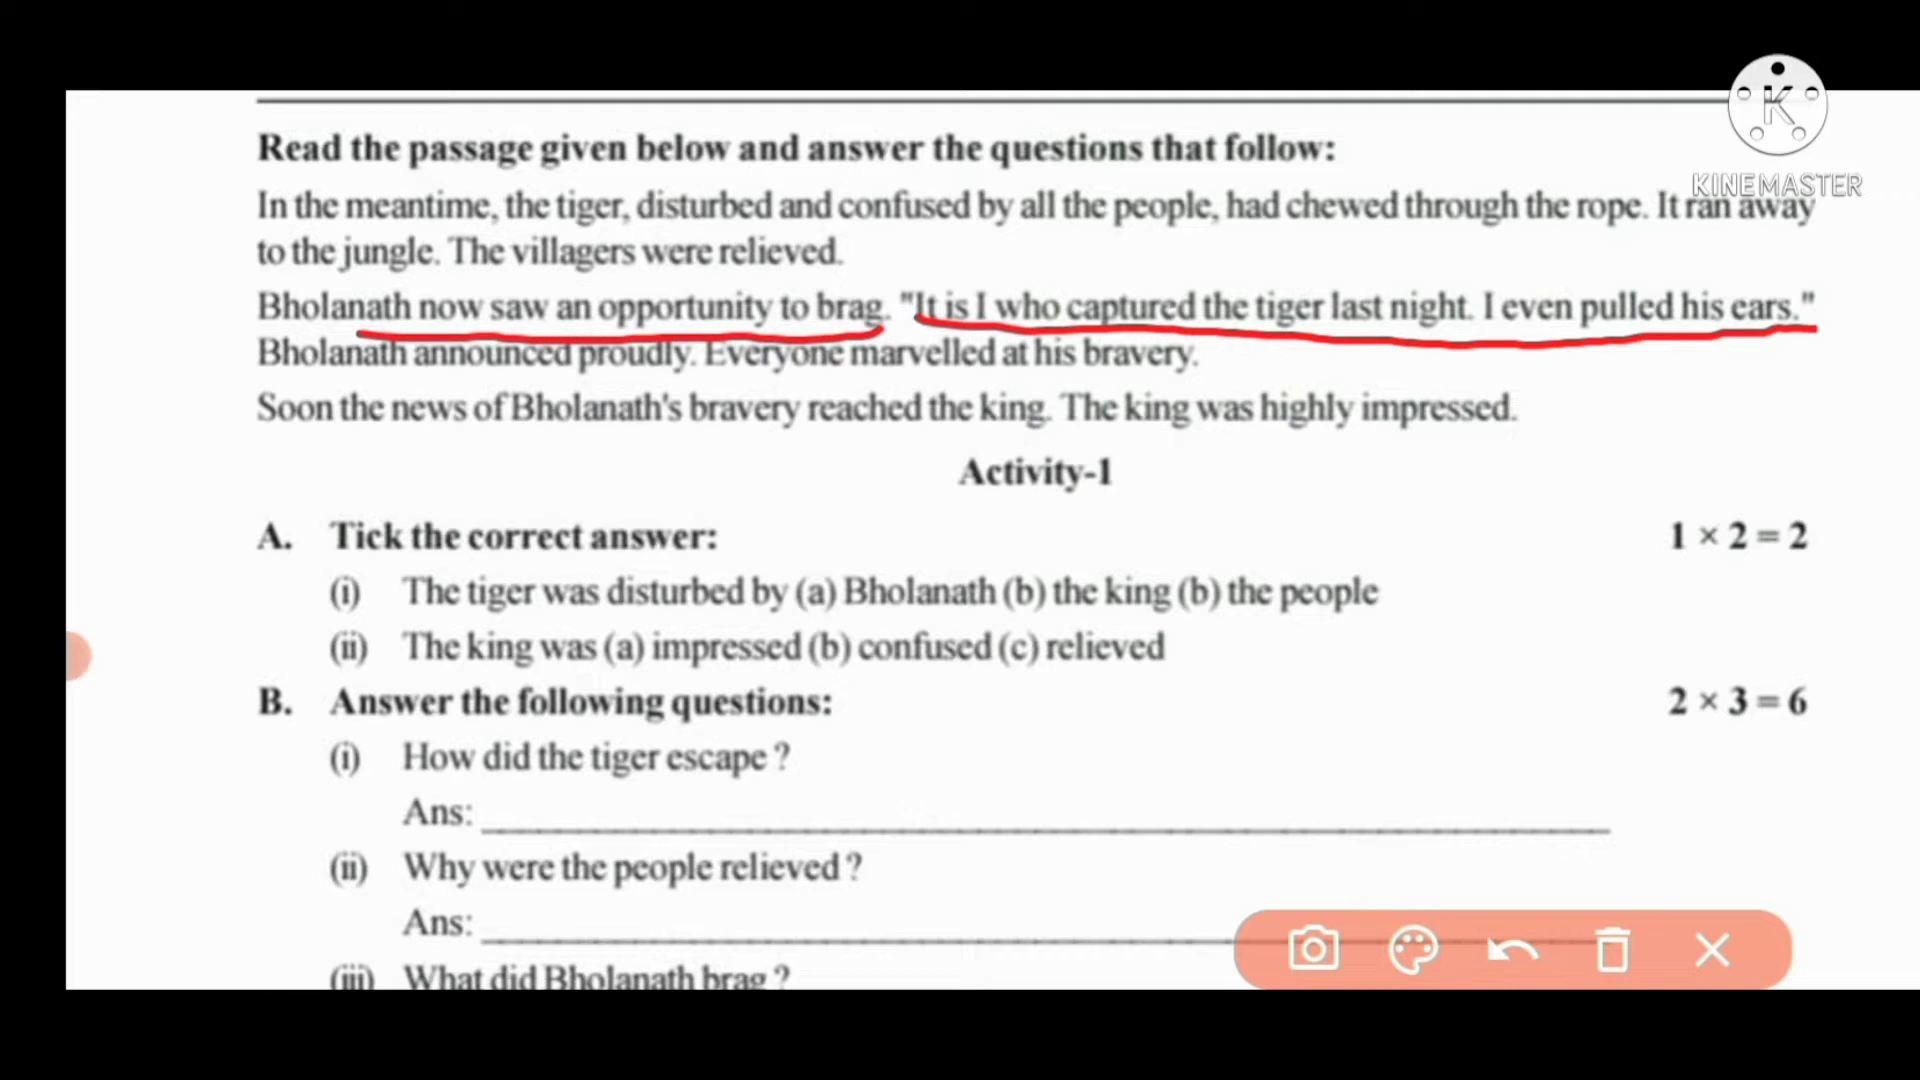 K
KINEMASTER
Read the passage given below and answer the questions that follow:
In the meantime, the tiger, disturbed and confused by all the people, had chewed through the rope. It ran away
to the jungle. The villagers were relieved.
Bholanath now saw an opportunity to brag. "It is I who captured the tiger last night. I even pulled his ears."
Bholanath announced proudly. Everyone marvelled at his bravery.
Soon the news of Bholanath's bravery reached the king. The king was highly impressed.
Activity-1
A. Tick the correct answer: 1 × 2 = 2
(i) The tiger was disturbed by (a) Bholanath (b) the king (b) the people
(ii) The king was (a) impressed (b) confused (c) relieved
B. Answer the following questions: 2 × 3 = 6
(i) How did the tiger escape ?
Ans:
(ii) Why were the people relieved ?
Ans:
(iii) What did Bholanath brag ?